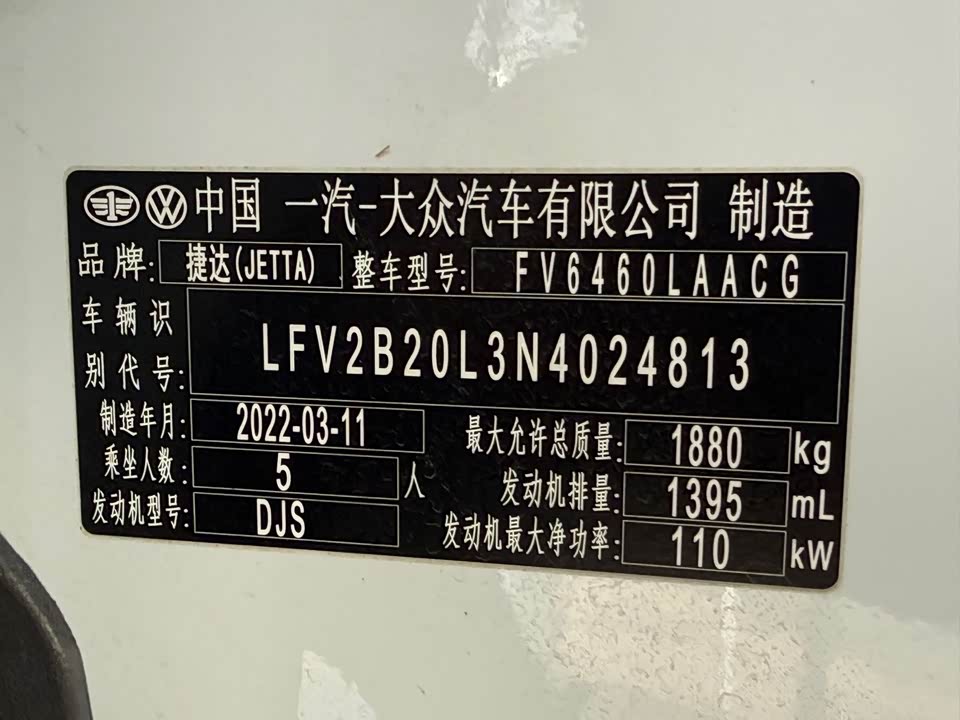 中国 一汽-大众汽车有限公司 制造
品牌: 捷达(JETTA) 整车型号: FV6460LAACG
车辆识别代号: LFV2B20L3N4024813
制造年月: 2022-03-11 最大允许总质量: 1880 kg
乘坐人数: 5 人 发动机排量: 1395 mL
发动机型号: DJS 发动机最大净功率: 110 kW